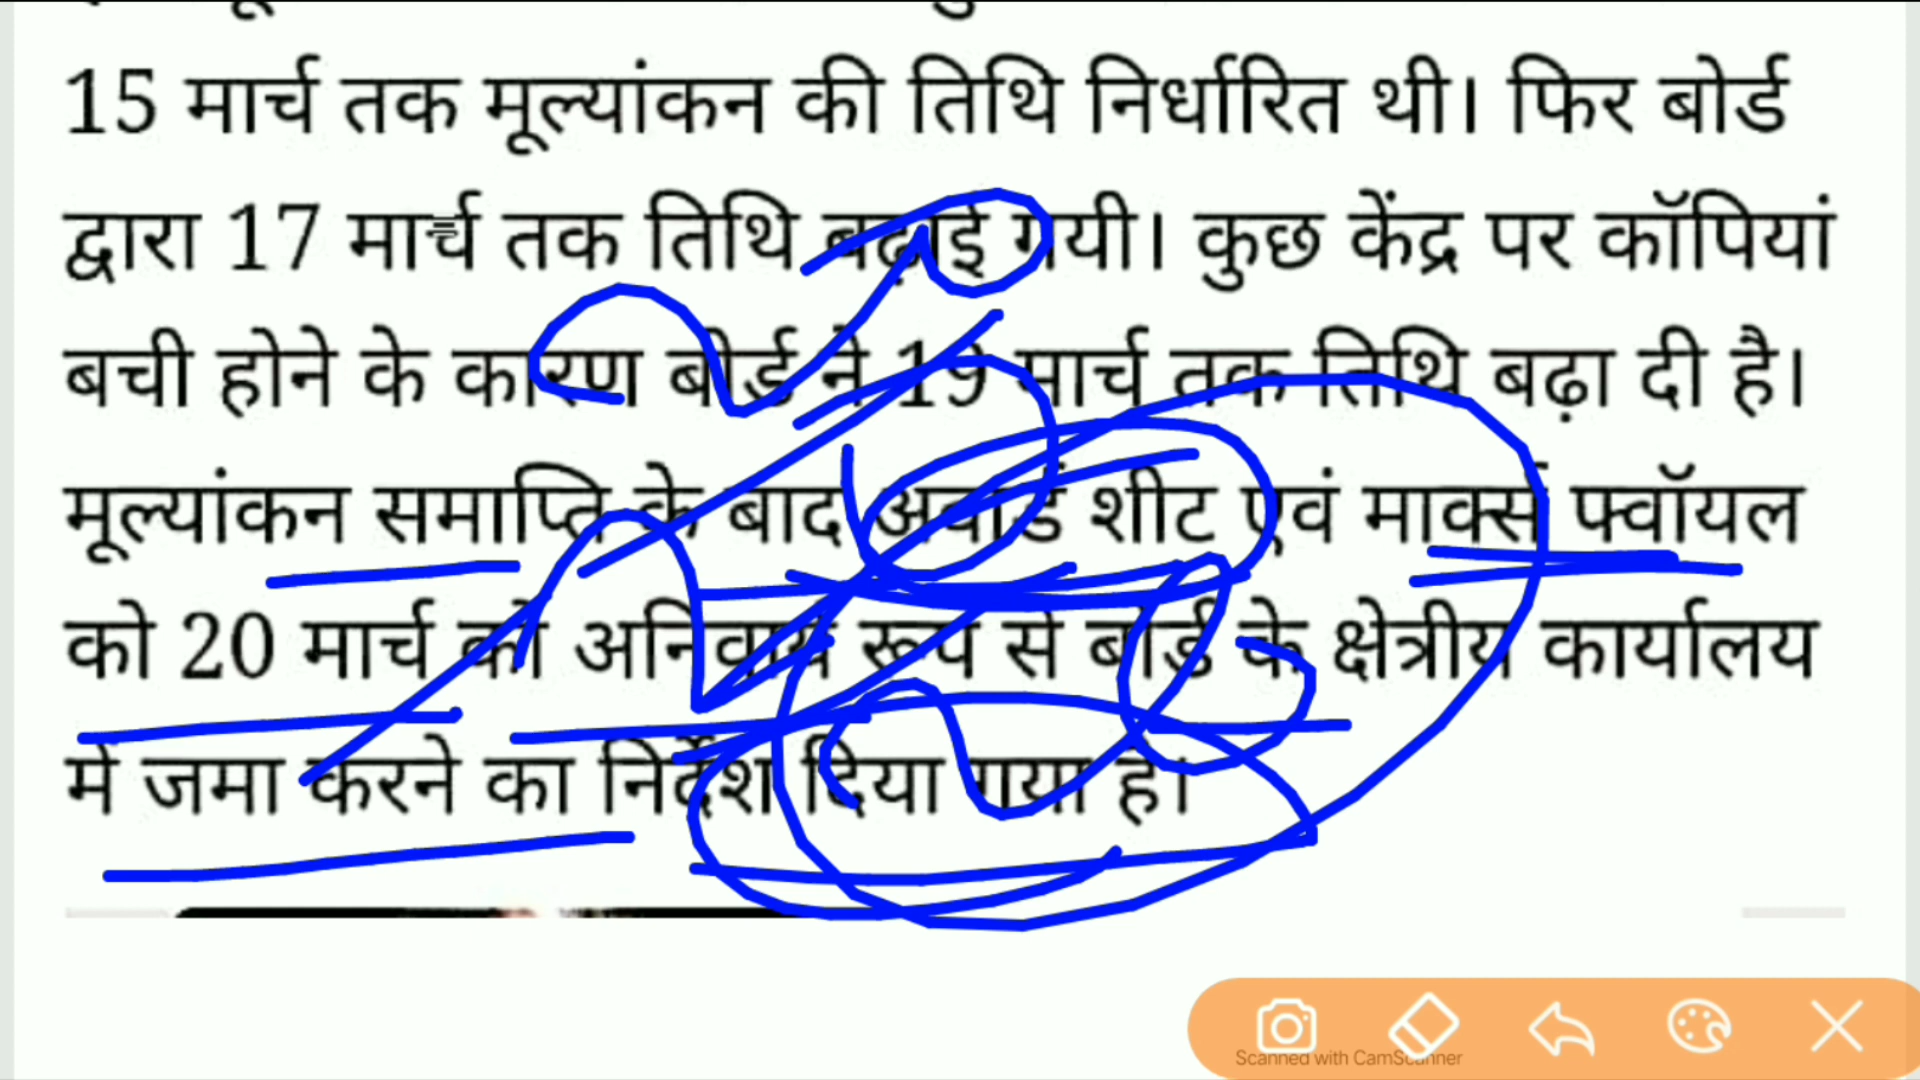 15 मार्च तक मूल्यांकन की तिथि निर्धारित थी। फिर बोर्ड
द्वारा 17 मार्च तक तिथि बढ़ाई गयी। कुछ केंद्र पर कॉपियां
बची होने के कारण बोर्ड ने 19 मार्च तक तिथि बढ़ा दी है।
मूल्यांकन समाप्ति के बाद अवार्ड शीट एवं मार्क्स फ्वॉयल
को 20 मार्च को अनिवार्य रूप से बोर्ड के क्षेत्रीय कार्यालय
में जमा करने का निर्देश दिया गया है।
Scanned with CamScanner